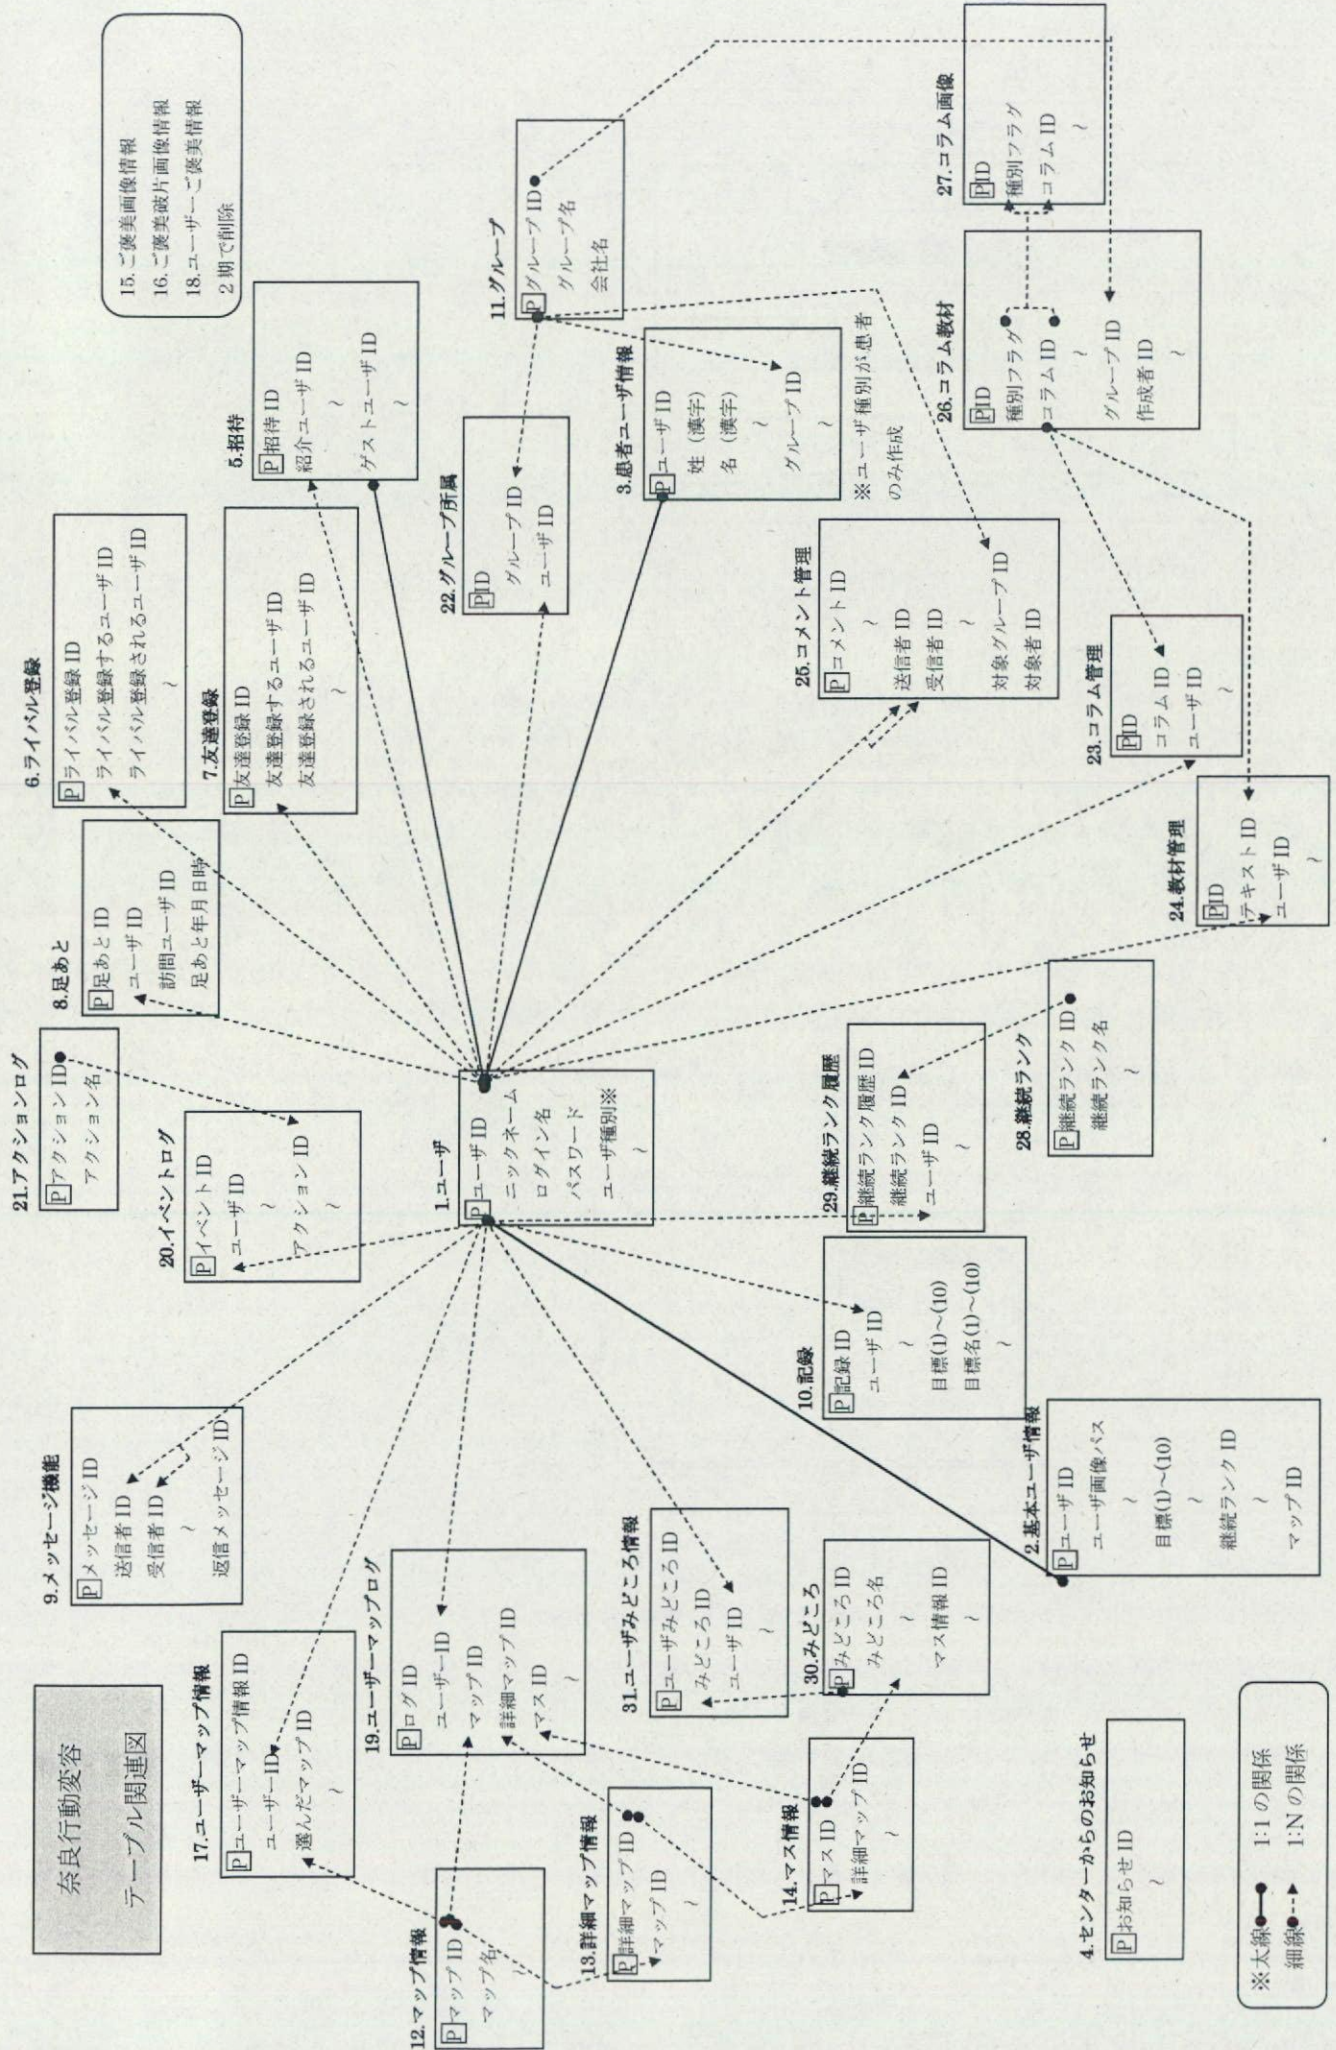 奈良行動変容
テーブル関連図
17.ユーザーマップ情報
Pユーザーマップ情報 ID
ユーザーID
選んだマップ ID
～
12.マップ情報
Pマップ ID
マップ名
～
19.ユーザーマップログ
Pログ ID
ユーザーID
マップ ID
詳細マップ ID
マス ID
～
13.詳細マップ情報
P詳細マップ ID
マップ ID
～
14.マス情報
Pマス ID
詳細マップ ID
～
4.センターからのお知らせ
Pお知らせ ID
～
※太線 1:1 の関係
細線 1:N の関係
9.メッセージ機能
Pメッセージ ID
送信者 ID
受信者 ID
～
返信メッセージ ID
31.ユーザみどころ情報
Pユーザみどころ ID
みどころ ID
ユーザ ID
～
30.みどころ
Pみどころ ID
みどころ名
～
マス情報 ID
～
10.記録
P記録 ID
ユーザ ID
～
目標(1)～(10)
目標名(1)～(10)
～
2.基本ユーザ情報
Pユーザ ID
ユーザ画像パス
～
目標(1)～(10)
～
継続ランク ID
～
マップ ID
21.アクションログ
Pアクション ID
アクション名
20.イベントログ
Pイベント ID
ユーザ ID
～
アクション ID
～
1.ユーザ
Pユーザ ID
ニックネーム
ログイン名
パスワード
ユーザ種別※
～
29.継続ランク履歴
P継続ランク履歴 ID
継続ランク ID
ユーザ ID
～
28.継続ランク
P継続ランク ID
継続ランク名
～
8.足あと
P足あと ID
ユーザ ID
訪問ユーザ ID
足あと年月日時
6.ライバル登録
Pライバル登録 ID
ライバル登録するユーザ ID
ライバル登録されるユーザ ID
～
7.友達登録
P友達登録 ID
友達登録するユーザ ID
友達登録されるユーザ ID
～
5.招待
P招待 ID
紹介ユーザ ID
～
ゲストユーザ ID
～
15.ご褒美画像情報
16.ご褒美破片画像情報
18.ユーザーご褒美情報
2 期で削除
22.グループ所属
PID
グループ ID
ユーザ ID
11.グループ
Pグループ ID
グループ名
会社名
3.患者ユーザ情報
Pユーザ ID
姓（漢字）
名（漢字）
～
グループ ID
～
※ユーザ種別が患者
のみ作成
25.コメント管理
Pコメント ID
～
送信者 ID
受信者 ID
～
対象グループ ID
対象者 ID
23.コラム管理
PID
コラム ID
ユーザ ID
～
24.教材管理
PID
テキスト ID
ユーザ ID
～
26.コラム教材
PID
種別フラグ
コラム ID
～
グループ ID
作成者 ID
～
27.コラム画像
PID
種別フラグ
コラム ID
～